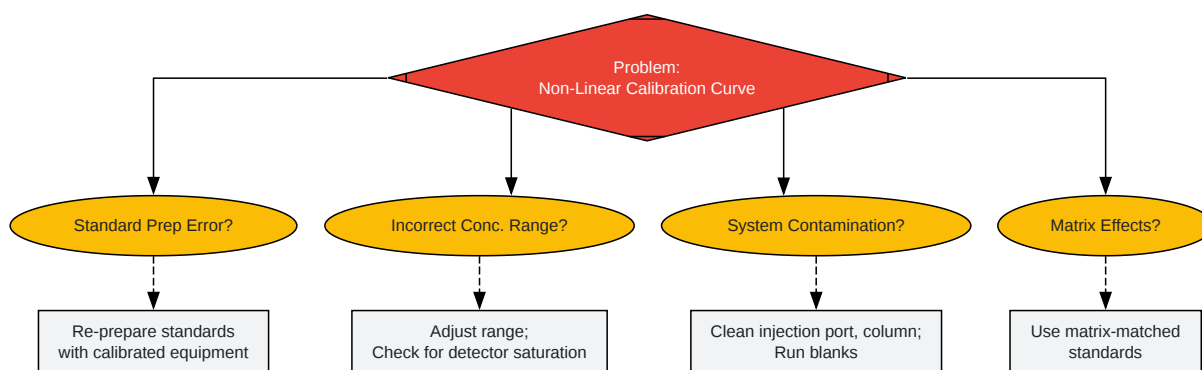 Problem:
Non-Linear Calibration Curve
Standard Prep Error?
Incorrect Conc. Range?
System Contamination?
Matrix Effects?
Re-prepare standards
with calibrated equipment
Adjust range;
Check for detector saturation
Clean injection port, column;
Run blanks
Use matrix-matched
standards